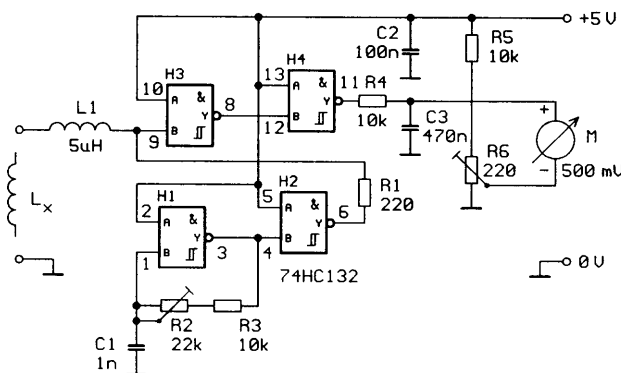 +5V
C2
100n
R5
10k
H3
H4
10
A
&
Y
8
B
9
13
A
&
Y
11
B
12
R4
10k
C3
470n
+
M
-
500 mV
R6
220
L1
5uH
Lx
R1
220
H1
H2
2
A
&
Y
3
B
1
5
A
&
Y
6
B
4
74HC132
0V
R2
22k
R3
10k
C1
1n